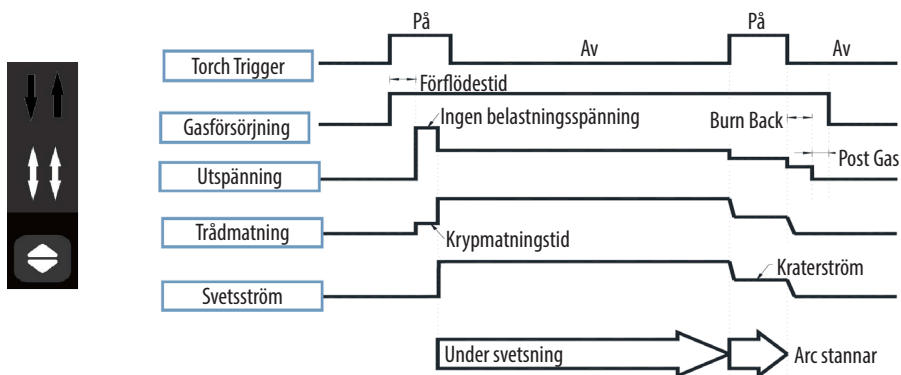 På
På
Torch Trigger
Av
Av
Förflödestid
Gasförsörjning
Ingen belastningsspänning
Burn Back
Utspänning
Post Gas
Trådmatning
Krypmatningstid
Svetsström
Kraterström
Under svetsning
Arc stannar